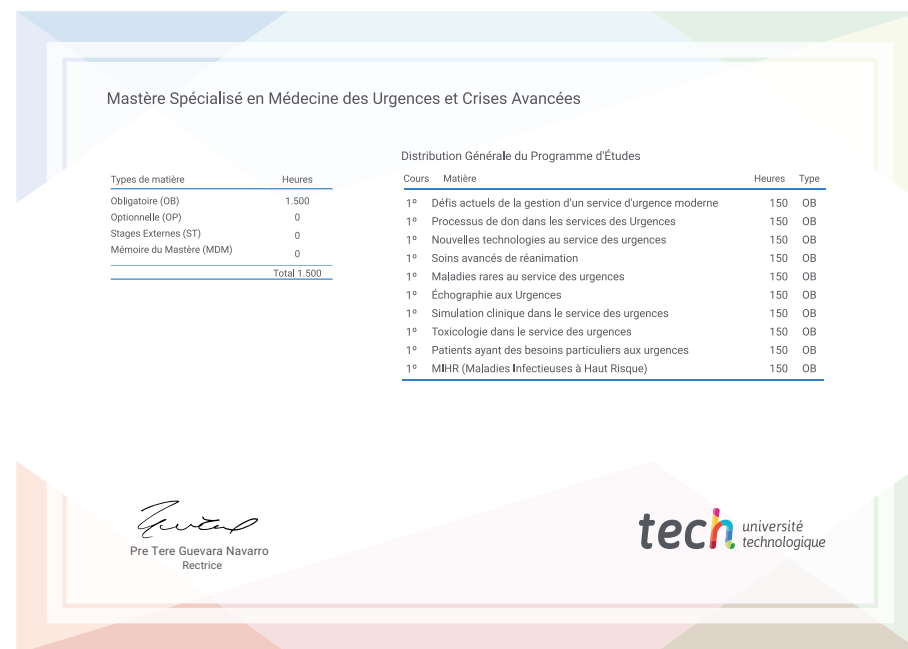 Mastère Spécialisé en Médecine des Urgences et Crises Avancées
Types de matière Heures
Obligatoire (OB) 1.500
Optionnelle (OP) 0
Stages Externes (ST) 0
Mémoire du Mastère (MDM) 0
Total 1.500
Distribution Générale du Programme d'Études
Cours Matière Heures Type
1º Défis actuels de la gestion d'un service d'urgence moderne 150 OB
1º Processus de don dans les services des Urgences 150 OB
1º Nouvelles technologies au service des urgences 150 OB
1º Soins avancés de réanimation 150 OB
1º Maladies rares au service des urgences 150 OB
1º Échographie aux Urgences 150 OB
1º Simulation clinique dans le service des urgences 150 OB
1º Toxicologie dans le service des urgences 150 OB
1º Patients ayant des besoins particuliers aux urgences 150 OB
1º MIHR (Maladies Infectieuses à Haut Risque) 150 OB
Pre Tere Guevara Navarro
Rectrice
tech université
technologique